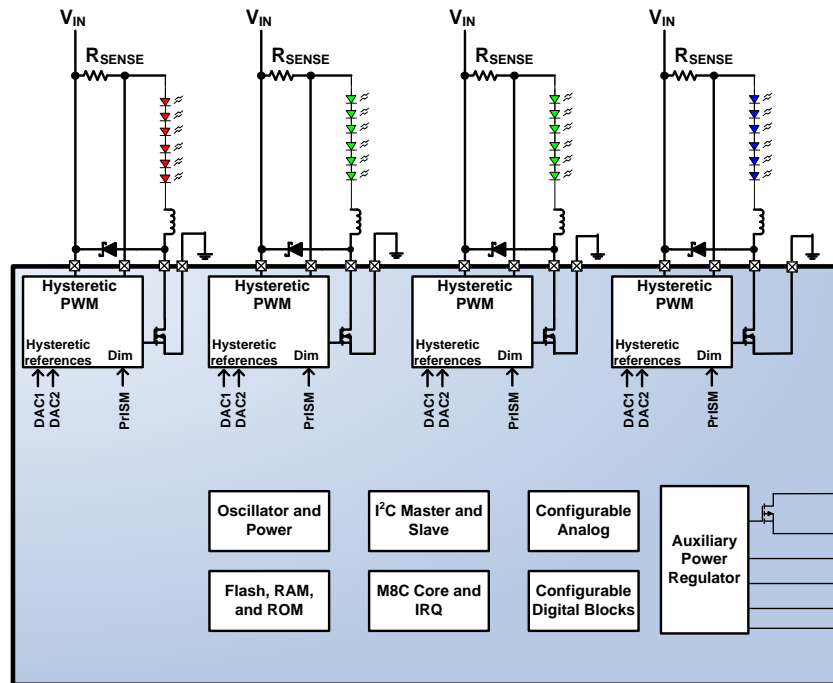 VIN
VIN
VIN
VIN
RSENSE
RSENSE
RSENSE
RSENSE
Hysteretic
PWM
Hysteretic
references
Dim
DAC1
DAC2
PrISM
Hysteretic
PWM
Hysteretic
references
Dim
DAC1
DAC2
PrISM
Hysteretic
PWM
Hysteretic
references
Dim
DAC1
DAC2
PrISM
Hysteretic
PWM
Hysteretic
references
Dim
DAC1
DAC2
PrISM
Oscillator and
Power
I²C Master and
Slave
Configurable
Analog
Auxiliary
Power
Regulator
Flash, RAM,
and ROM
M8C Core and
IRQ
Configurable
Digital Blocks